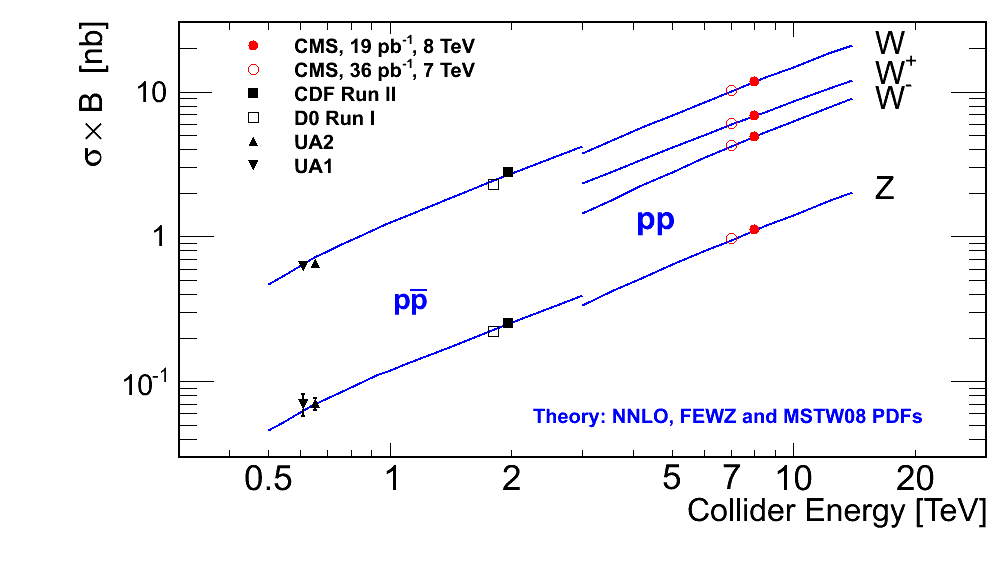 σ × B [nb]
CMS, 19 pb⁻¹, 8 TeV
CMS, 36 pb⁻¹, 7 TeV
CDF Run II
D0 Run I
UA2
UA1
W
W⁺
W⁻
Z
pp
pp̅
Theory: NNLO, FEWZ and MSTW08 PDFs
10
1
10⁻¹
0.5 1 2 5 7 10 20
Collider Energy [TeV]